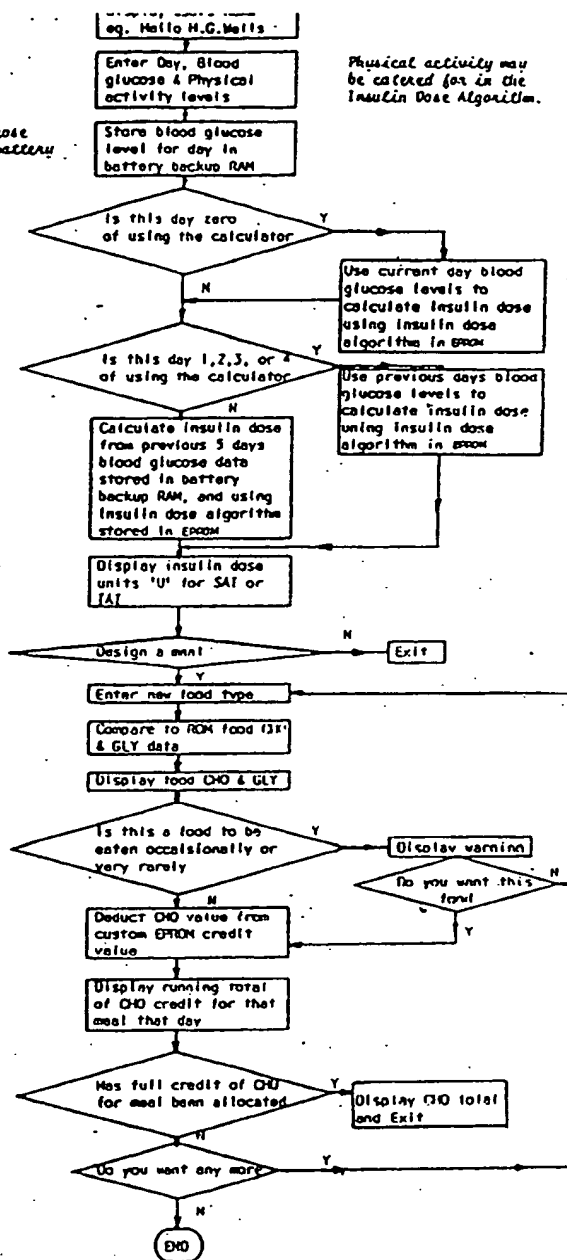 Display users name
eg. Hallo H.G.Wells
Enter Day, Blood
glucose & Physical
activity levels
Physical activity may
be catered for in the
Insulin Dose Algorithm.
battery
Store blood glucose
level for day in
battery backup RAM
Is this day zero
of using the calculator
Y
N
Use current day blood
glucose levels to
calculate insulin dose
using insulin dose
algorithm in EPROM
Is this day 1,2,3, or 4
of using the calculator
Y
N
Use previous days blood
glucose levels to
calculate insulin dose
using insulin dose
algorithm in EPROM
Calculate insulin dose
from previous 5 days
blood glucose data
stored in battery
backup RAM, and using
insulin dose algorithm
stored in EPROM
Display insulin dose
units 'U' for SAI or
IAI
Design a meal
N
Exit
Y
Enter new food type
Compare to ROM food
& GLY data
Display food CHO & GLY
Is this a food to be
eaten occasionally or
very rarely
Y
Display warning
N
Do you want this
food
N
Y
Deduct CHO value from
custom EPROM credit
value
Display running total
of CHO credit for that
meal that day
Has full credit of CHO
for meal been allocated
Y
Display CHO total
and Exit
N
Do you want any more
Y
N
END